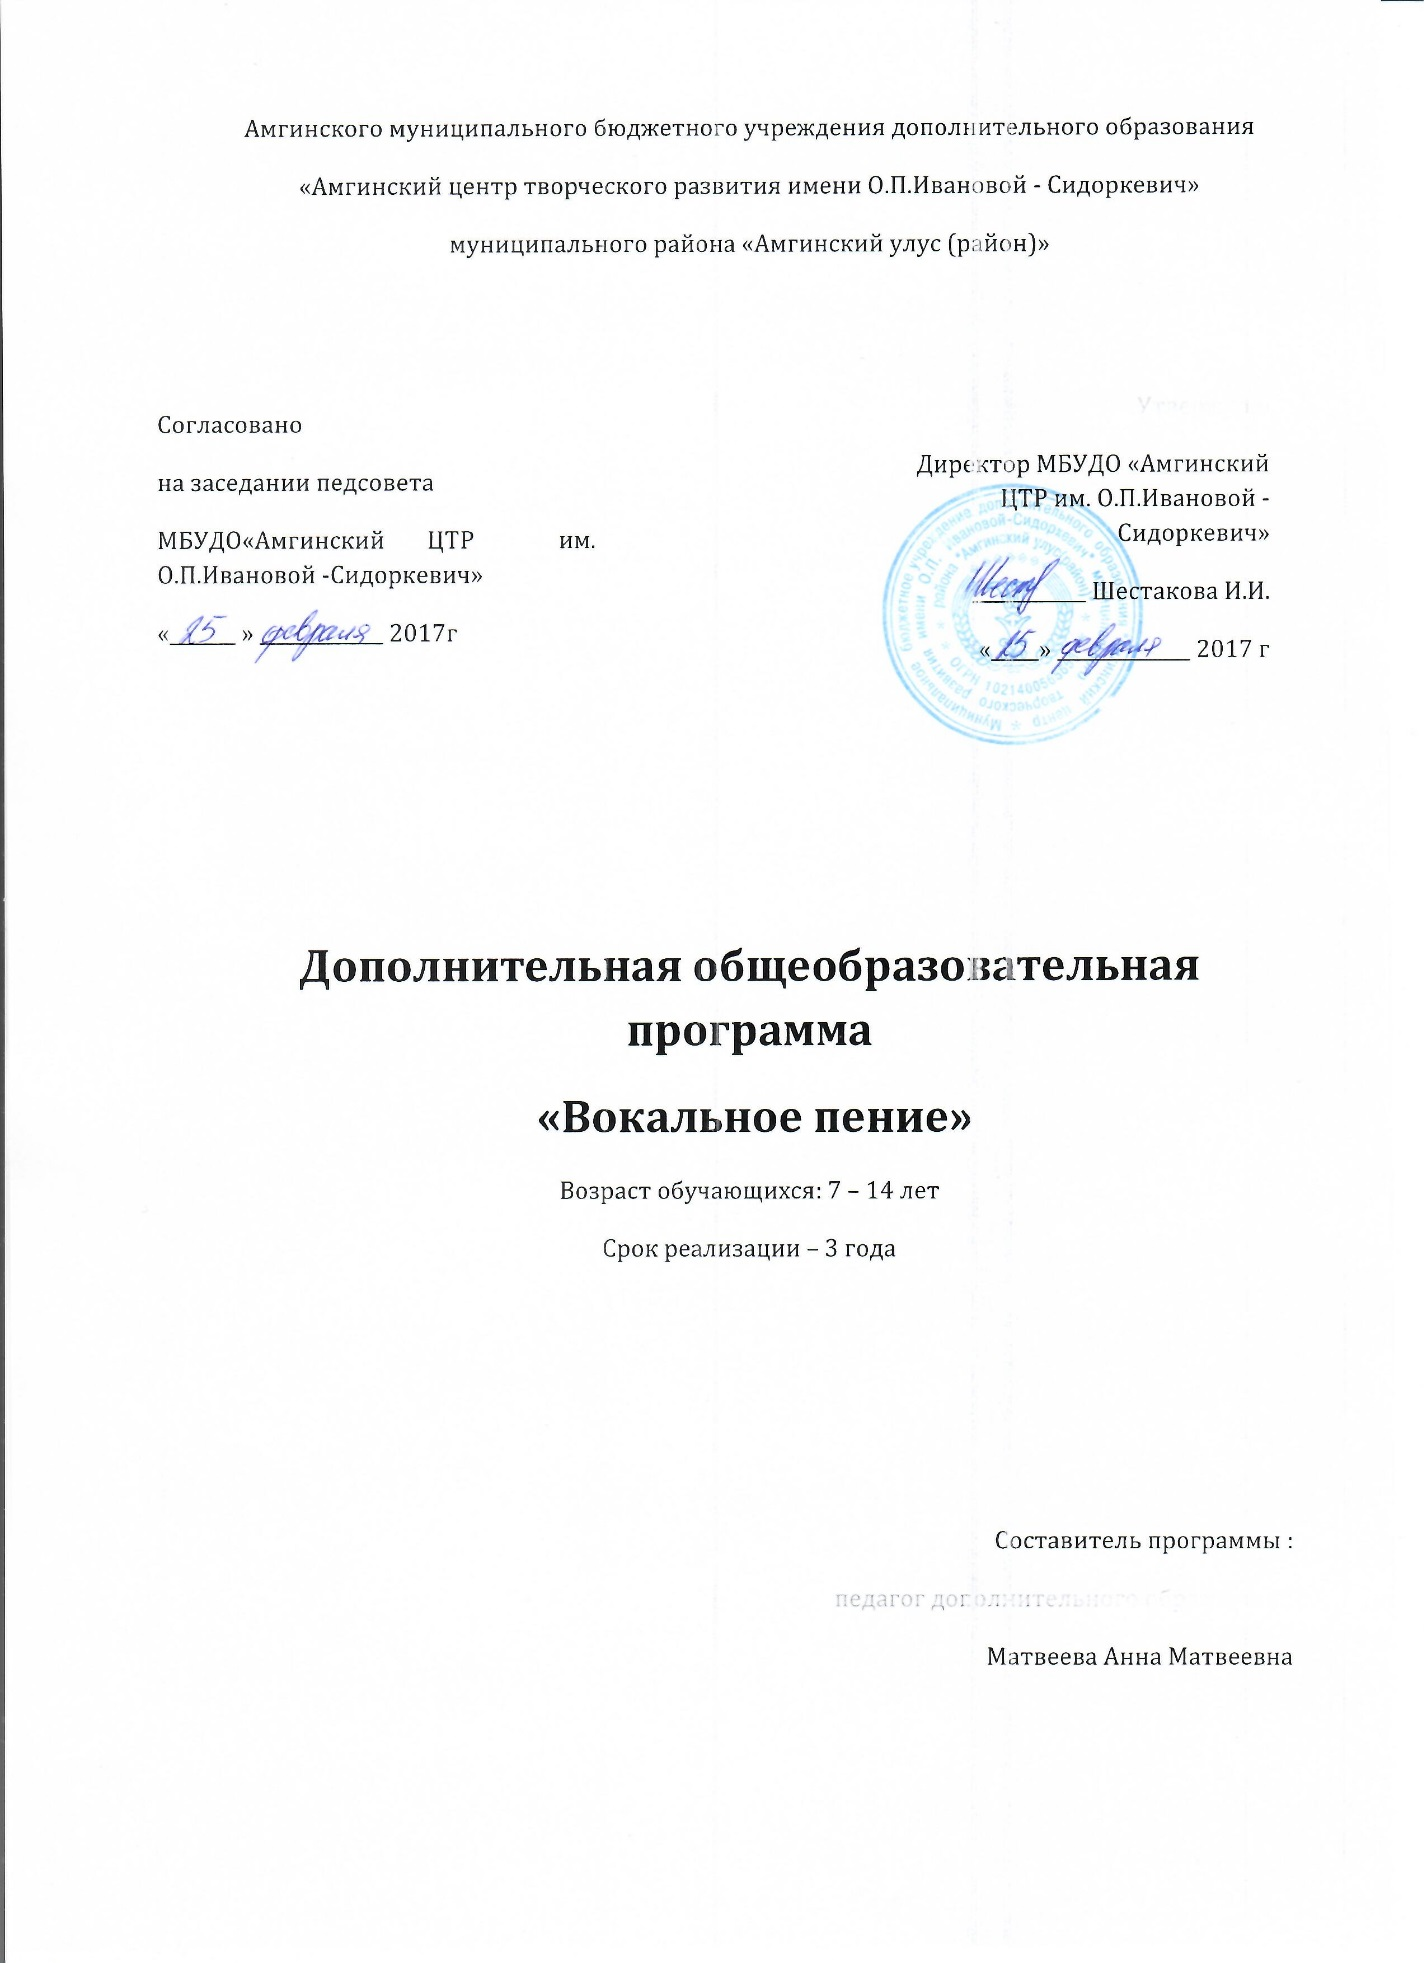 Амгинского муниципального бюджетного учреждения дополнительного образования
«Амгинский центр творческого развития имени О.П.Ивановой - Сидоркевич»
муниципального района «Амгинский улус (район)»
Согласовано
на заседании педсовета
МБУДО«Амгинский ЦТР им.
О.П.Ивановой -Сидоркевич»
«25» февраля 2017г
Директор МБУДО «Амгинский
ЦТР им. О.П.Ивановой -
Сидоркевич»
Шестакова И.И.
«25» февраля 2017 г
Дополнительная общеобразовательная
программа
«Вокальное пение»
Возраст обучающихся: 7 – 14 лет
Срок реализации – 3 года
Составитель программы :
педагог дополнительного
Матвеева Анна Матвеевна